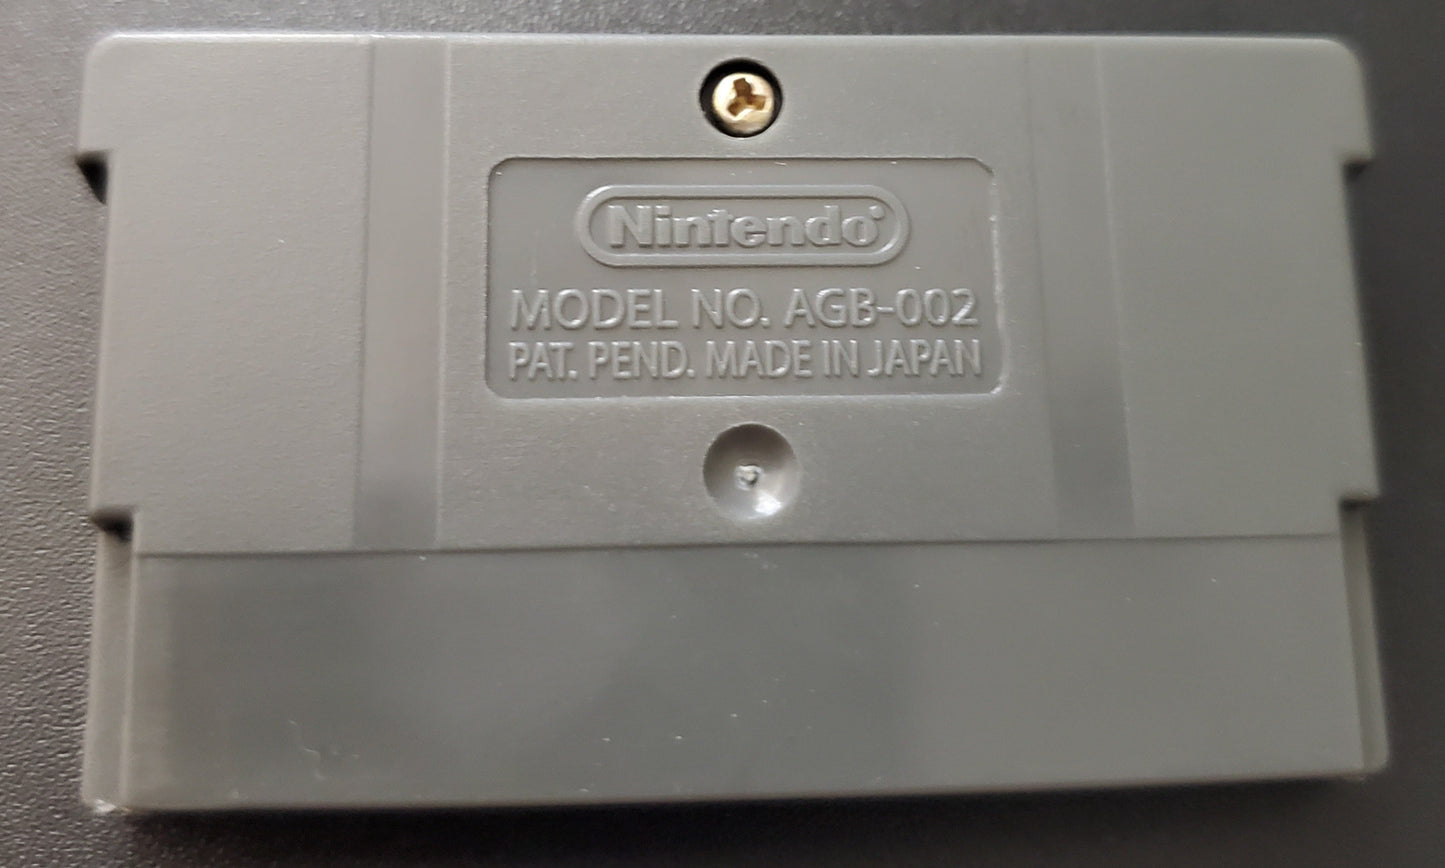 Nintendo
MODEL NO. AGB-002
PAT. PEND. MADE IN JAPAN